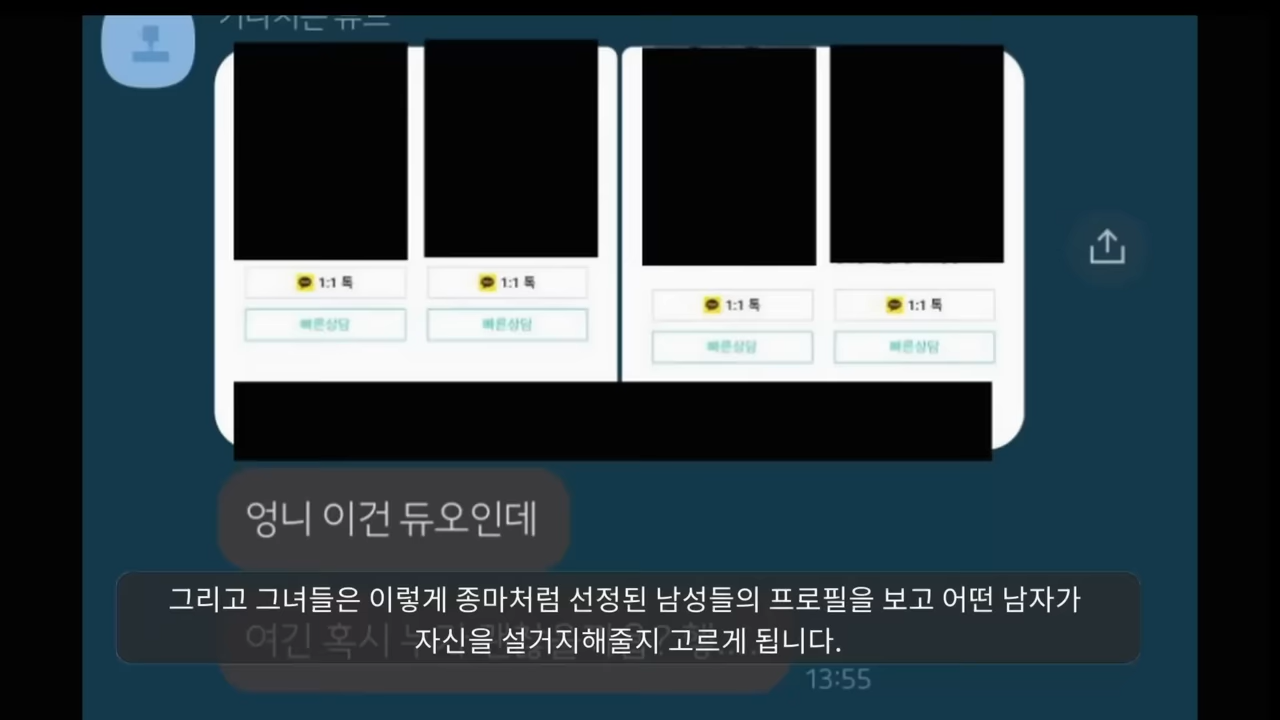 1:1 톡
1:1 톡
1:1 톡
1:1 톡
빠른상담
빠른상담
빠른상담
빠른상담
엉니 이건 듀오인데
그리고 그녀들은 이렇게 종마처럼 선정된 남성들의 프로필을 보고 어떤 남자가
자신을 설거지해줄지 고르게 됩니다.
여긴 혹시
13:55